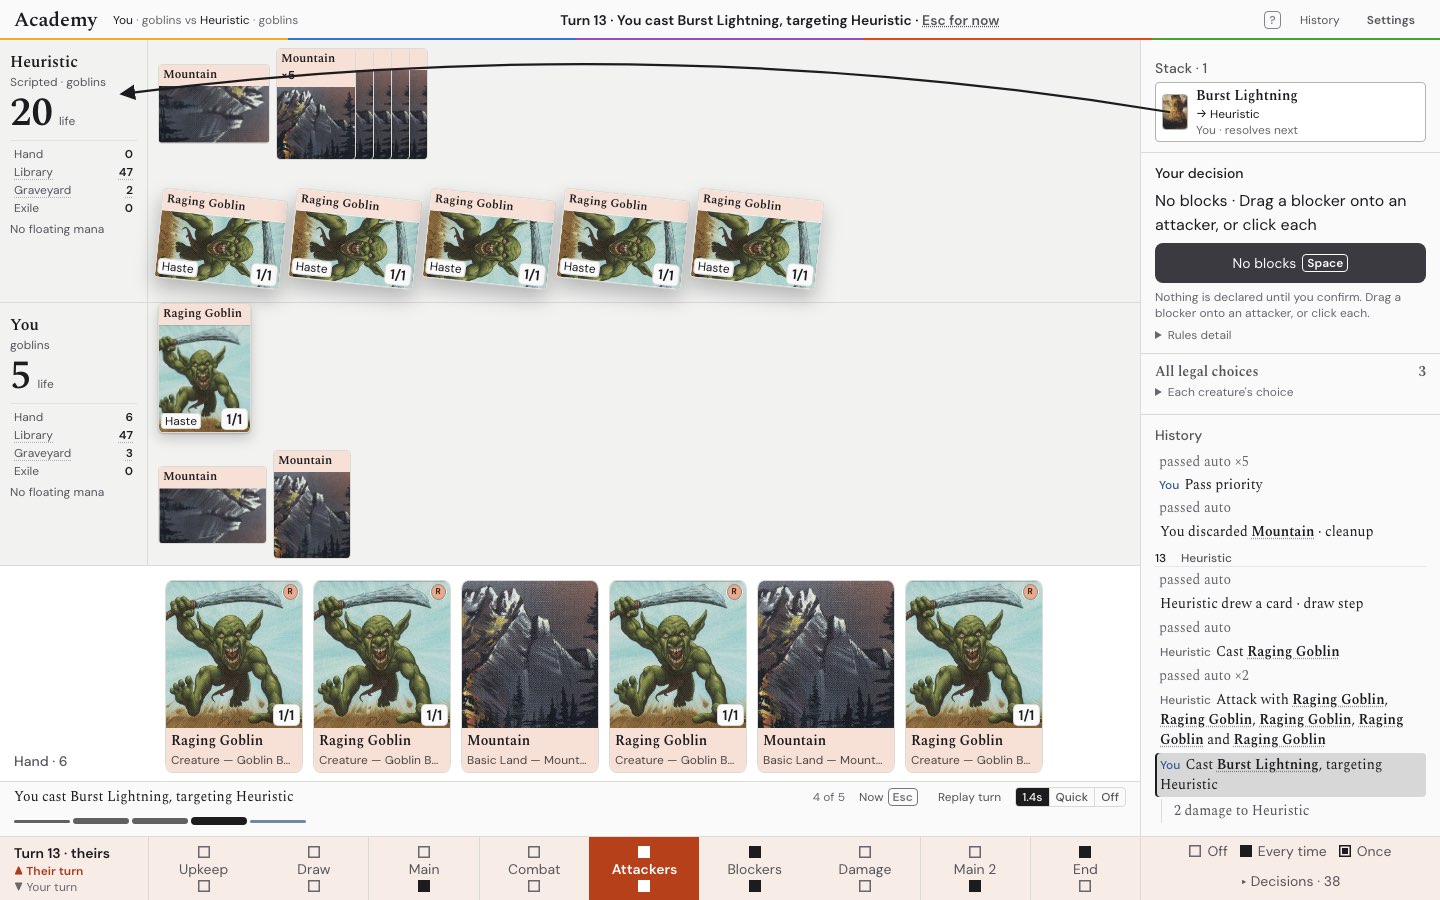 Academy
You · goblins vs Heuristic · goblins
Turn 13 · You cast Burst Lightning, targeting Heuristic · Esc for now
?
History
Settings
Heuristic
Scripted · goblins
20 life
Hand 0
Library 47
Graveyard 2
Exile 0
No floating mana
Mountain
Mountain
×5
Raging Goblin
Haste
1/1
Raging Goblin
Haste
1/1
Raging Goblin
Haste
1/1
Raging Goblin
Haste
1/1
Raging Goblin
Haste
1/1
You
goblins
5 life
Hand 6
Library 47
Graveyard 3
Exile 0
No floating mana
Raging Goblin
Haste
1/1
Mountain
Mountain
Hand · 6
R
1/1
Raging Goblin
Creature — Goblin B...
R
1/1
Raging Goblin
Creature — Goblin B...
Mountain
Basic Land — Mount...
R
1/1
Raging Goblin
Creature — Goblin B...
Mountain
Basic Land — Mount...
R
1/1
Raging Goblin
Creature — Goblin B...
You cast Burst Lightning, targeting Heuristic
4 of 5
Now Esc
Replay turn
1.4s
Quick
Off
Stack · 1
Burst Lightning
→ Heuristic
You · resolves next
Your decision
No blocks · Drag a blocker onto an
attacker, or click each
No blocks Space
Nothing is declared until you confirm. Drag a
blocker onto an attacker, or click each.
▶ Rules detail
All legal choices 3
▶ Each creature's choice
History
passed auto ×5
You Pass priority
passed auto
You discarded Mountain · cleanup
13 Heuristic
passed auto
Heuristic drew a card · draw step
passed auto
Heuristic Cast Raging Goblin
passed auto ×2
Heuristic Attack with Raging Goblin,
Raging Goblin, Raging Goblin, Raging
Goblin and Raging Goblin
You Cast Burst Lightning, targeting
Heuristic
2 damage to Heuristic
Turn 13 · theirs
▲ Their turn
▼ Your turn
Upkeep
Draw
Main
Combat
Attackers
Blockers
Damage
Main 2
End
Off
Every time
Once
▸ Decisions · 38